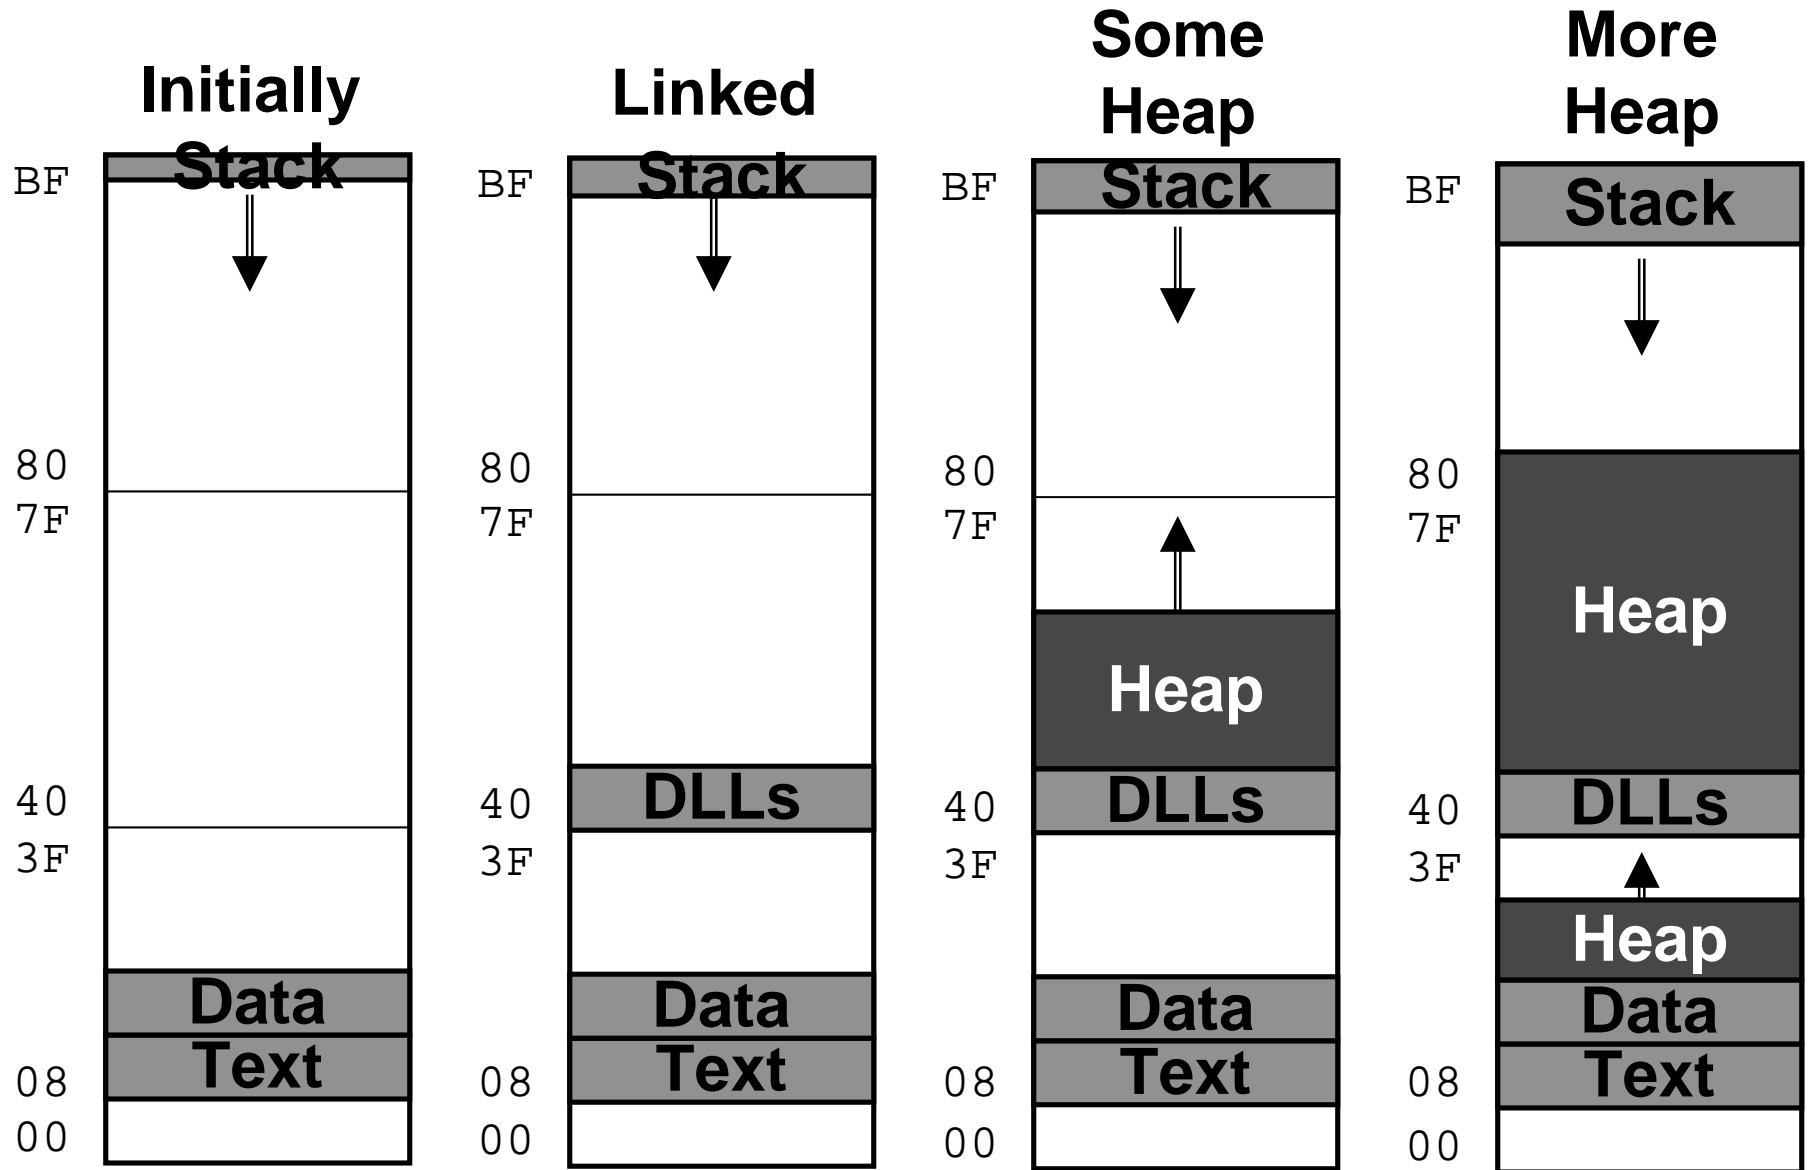 Initially
Stack
BF
80
7F
40
3F
Data
Text
08
00
Linked
Stack
BF
80
7F
DLLs
40
3F
Data
Text
08
00
Some
Heap
Stack
BF
80
7F
Heap
DLLs
40
3F
Data
Text
08
00
More
Heap
Stack
BF
80
7F
Heap
DLLs
40
3F
Heap
Data
Text
08
00